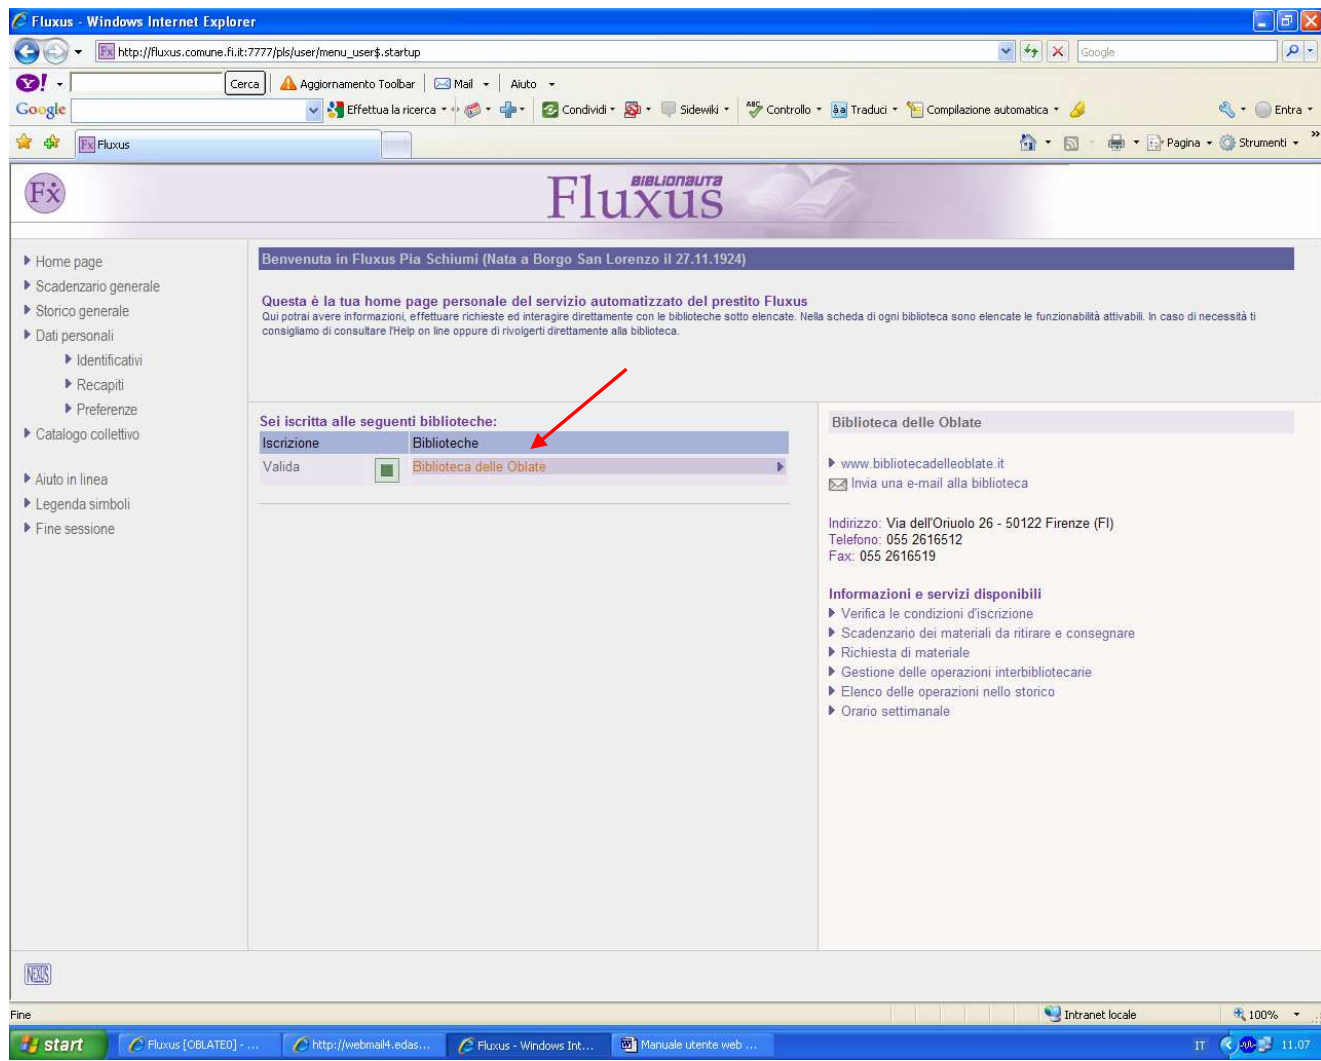 Fluxus - Windows Internet Explorer
http://fluxus.comune.fi.it:7777/pls/user/menu_user$.startup
Google
Cerca
Aggiornamento Toolbar
Mail
Aiuto
Google
Effettua la ricerca
Condividi
Sidewiki
Controllo
Traduci
Compilazione automatica
Entra
Fx Fluxus
Pagina
Strumenti
Fẋ
BIBLIONAUTA
Fluxus
Home page
Scadenzario generale
Storico generale
Dati personali
Identificativi
Recapiti
Preferenze
Catalogo collettivo
Aiuto in linea
Legenda simboli
Fine sessione
Benvenuta in Fluxus Pia Schiumi (Nata a Borgo San Lorenzo il 27.11.1924)
Questa è la tua home page personale del servizio automatizzato del prestito Fluxus
Qui potrai avere informazioni, effettuare richieste ed interagire direttamente con le biblioteche sotto elencate. Nella scheda di ogni biblioteca sono elencate le funzionabilità attivabili. In caso di necessità ti
consigliamo di consultare l'Help on line oppure di rivolgerti direttamente alla biblioteca.
Sei iscritta alle seguenti biblioteche:
Iscrizione Biblioteche
Valida Biblioteca delle Oblate
Biblioteca delle Oblate
www.bibliotecadelleoblate.it
Invia una e-mail alla biblioteca
Indirizzo: Via dell'Oriuolo 26 - 50122 Firenze (FI)
Telefono: 055 2616512
Fax: 055 2616519
Informazioni e servizi disponibili
Verifica le condizioni d'iscrizione
Scadenzario dei materiali da ritirare e consegnare
Richiesta di materiale
Gestione delle operazioni interbibliotecarie
Elenco delle operazioni nello storico
Orario settimanale
NEXUS
Fine
Intranet locale
100%
start
Fluxus [OBLATE0] - ...
http://webmail4.edas...
Fluxus - Windows Int...
Manuale utente web ...
IT
11.07